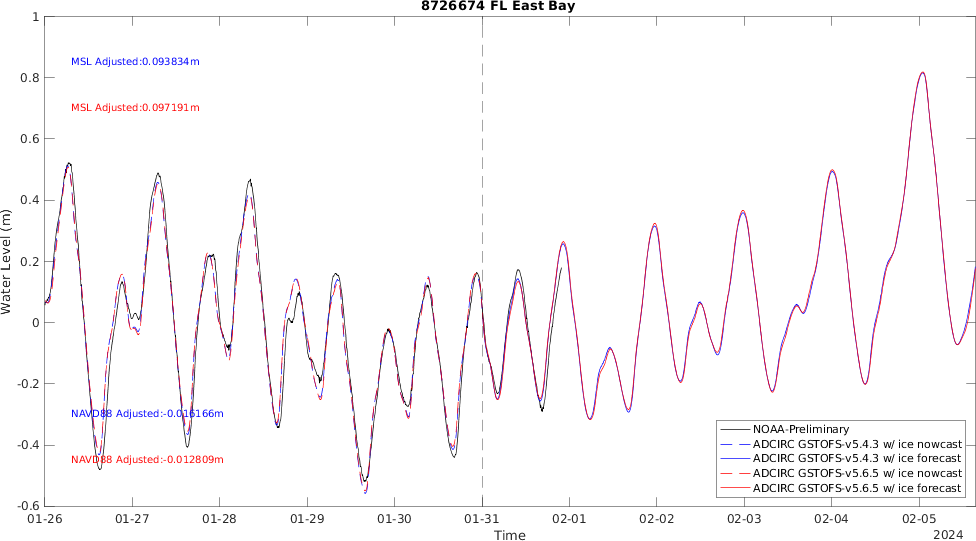 8726674 FL East Bay
1
0.8
0.6
0.4
0.2
0
-0.2
-0.4
-0.6
Water Level (m)
MSL Adjusted:0.093834m
MSL Adjusted:0.097191m
NAVD88 Adjusted:-0.016166m
NAVD88 Adjusted:-0.012809m
NOAA-Preliminary
ADCIRC GSTOFS-v5.4.3 w/ ice nowcast
ADCIRC GSTOFS-v5.4.3 w/ ice forecast
ADCIRC GSTOFS-v5.6.5 w/ ice nowcast
ADCIRC GSTOFS-v5.6.5 w/ ice forecast
01-26 01-27 01-28 01-29 01-30 01-31 02-01 02-02 02-03 02-04 02-05
Time
2024